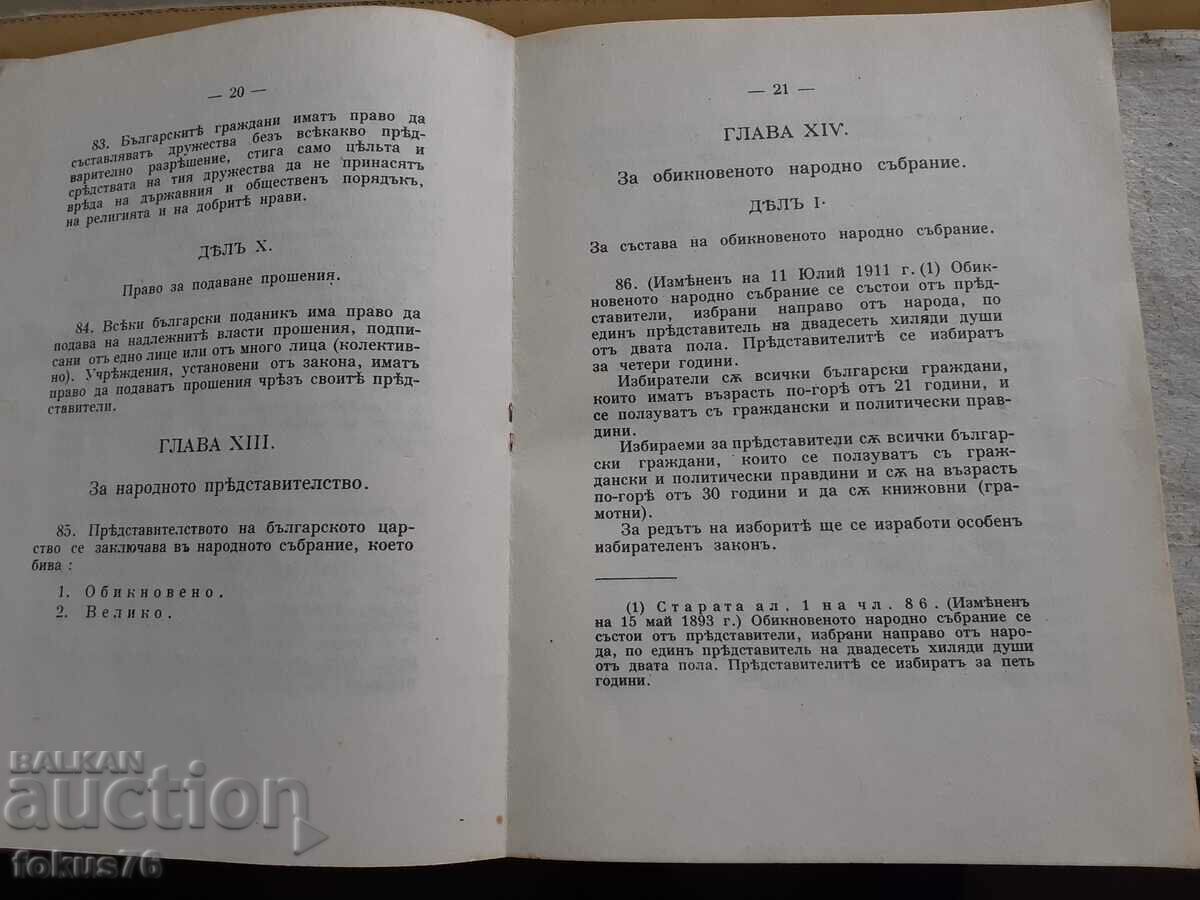 — 20 —
83. Българскитѣ граждани иматъ право да
съставляватъ дружества безъ всѣкакво прѣд-
варително разрѣшение, стига само цѣльта и
срѣдствата на тия дружества да не принасятъ
врѣда на държавния и общественъ порядъкъ,
на религията и на добритѣ нрави.
ДѢЛЪ X.
Право за подаване прошения.
84. Всѣки български поданикъ има право да
подава на надлежнитѣ власти прошения, подпи-
сани отъ едно лице или отъ много лица (колектив-
но). Учрѣждения, установени отъ закона, иматъ
право да подаватъ прошения чрѣзъ своитѣ прѣд-
ставители.
ГЛАВА XIII.
За народното прѣдставителство.
85. Прѣдставителството на българското цар-
ство се заключава въ народното събрание, което
бива :
1. Обикновено.
2. Велико.
— 21 —
ГЛАВА XIV.
За обикновеното народно събрание.
ДѢЛЪ I.
За състава на обикновеното народно събрание.
86. (Измѣненъ на 11 Юлий 1911 г. (1) Обик-
новеното народно събрание се състои отъ прѣд-
ставители, избрани направо отъ народа, по
единъ прѣдставитель на двадесеть хиляди души
отъ двата пола. Прѣдставителитѣ се избиратъ
за четери години.
Избиратели сѫ всички български граждани,
които иматъ възрасть по-горѣ отъ 21 години, и
се ползуватъ съ граждански и политически прав-
дини.
Избираеми за прѣдставители сѫ всички българ-
ски граждани, които се ползуватъ съ граж-
дански и политически правдини и сѫ на възрасть
по-горѣ отъ 30 години и да сѫ книжовни (гра-
мотни).
За редътъ на изборитѣ ще се изработи особенъ
избирателенъ законъ.
(1) Старата ал. 1 на чл. 86. (Измѣненъ
на 15 май 1893 г.) Обикновеното народно събрание се
състои отъ прѣдставители, избрани направо отъ наро-
да, по единъ прѣдставитель на двадесеть хиляди души
отъ двата пола. Прѣдставителитѣ се избиратъ за петь
години.
BALKAN
auction
fokus76